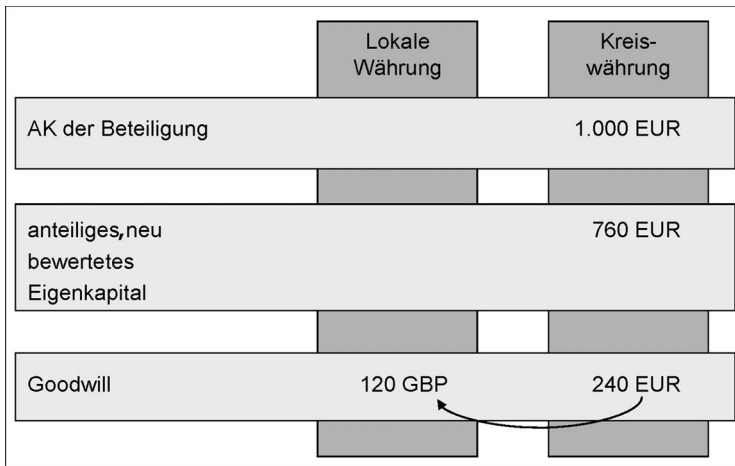 Lokale
Währung
Kreis-
währung
AK der Beteiligung
1.000 EUR
anteiliges,neu
bewertetes
Eigenkapital
760 EUR
Goodwill
120 GBP
240 EUR